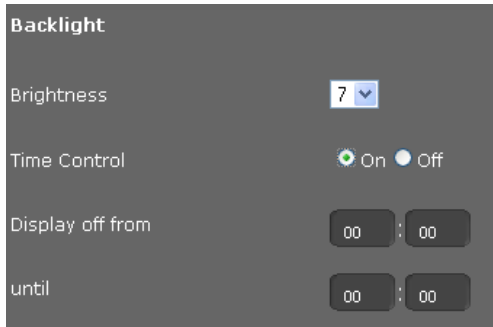 Backlight
Brightness 7
Time Control On Off
Display off from 00 : 00
until 00 : 00